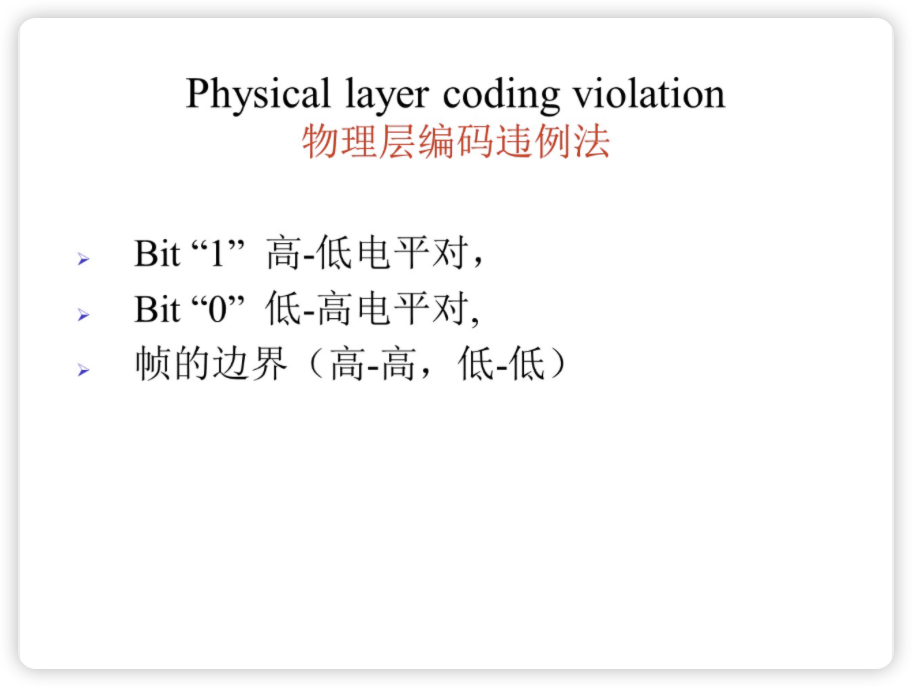 Physical layer coding violation
物理层编码违例法
Bit “1” 高-低电平对，
Bit “0” 低-高电平对,
帧的边界（高-高，低-低）